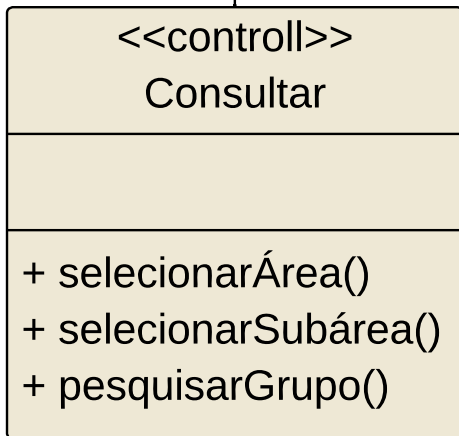 <<controll>>
Consultar
+ selecionarÁrea()
+ selecionarSubárea()
+ pesquisarGrupo()